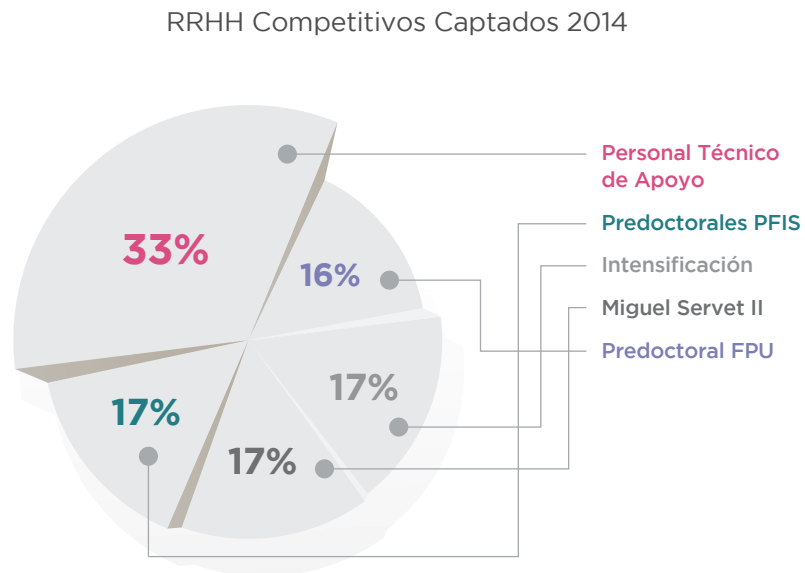 RRHH Competitivos Captados 2014
Personal Técnico
de Apoyo
Predoctorales PFIS
Intensificación
Miguel Servet II
Predoctoral FPU
33%
16%
17%
17%
17%